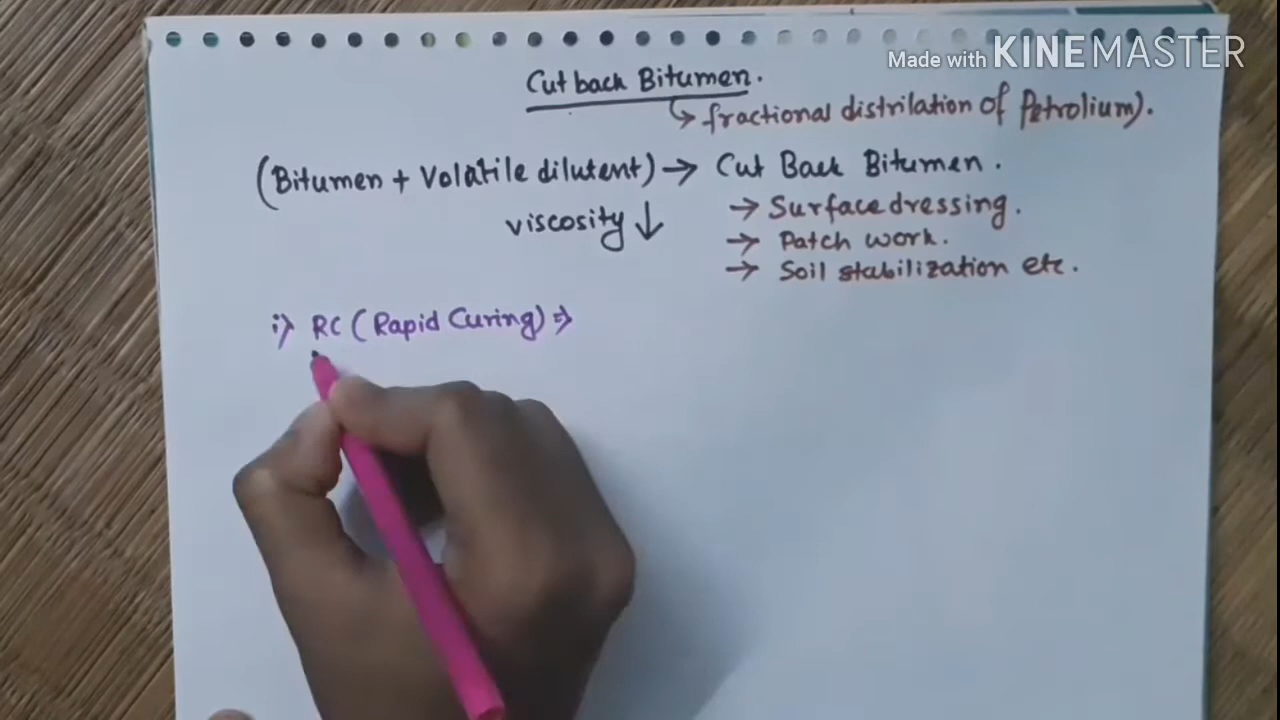 Made with KINEMASTER
Cut back Bitumen.
↳ fractional distrilation of Petrolium).
(Bitumen + Volatile dilutent) → Cut Back Bitumen.
viscosity ↓
→ Surface dressing.
→ Patch work.
→ Soil stabilization etc.
i) RC (Rapid Curing) ⇒